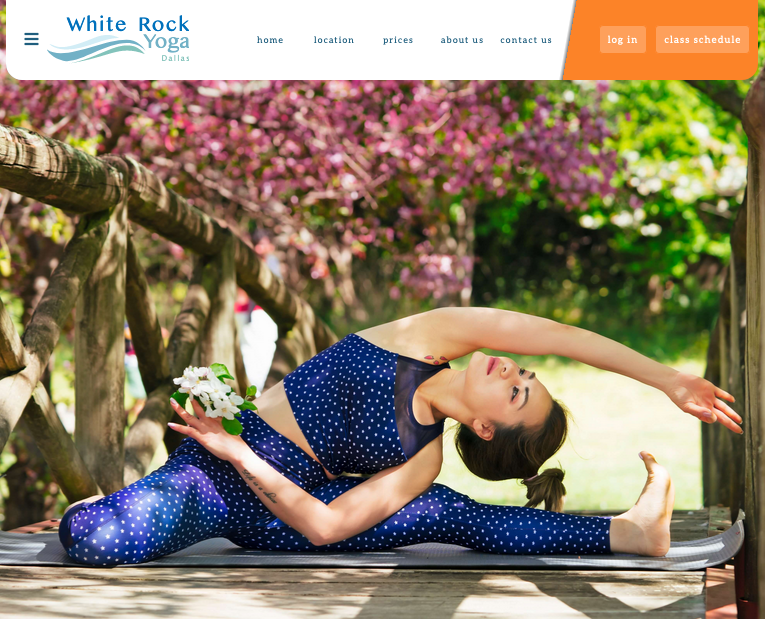 White Rock
Yoga
Dallas
home
location
prices
about us
contact us
log in
class schedule